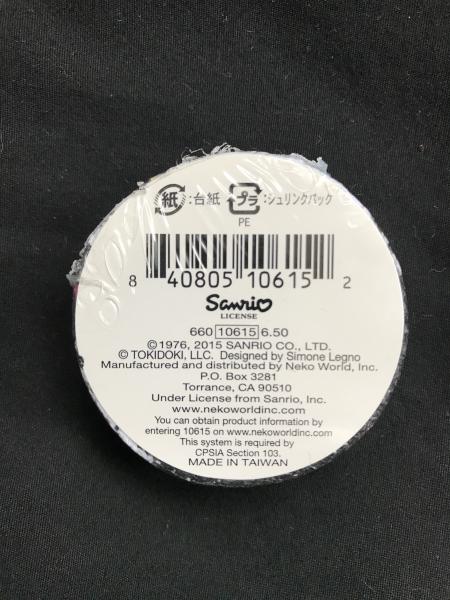 紙 :台紙 プラ :シュリンクパック
PE
8 40805 10615 2
Sanrio
LICENSE
660 10615 6.50
©1976, 2015 SANRIO CO., LTD.
© TOKIDOKI, LLC. Designed by Simone Legno
Manufactured and distributed by Neko World, Inc.
P.O. Box 3281
Torrance, CA 90510
Under License from Sanrio, Inc.
www.nekoworldinc.com
You can obtain product information by
entering 10615 on www.nekoworldinc.com
This system is required by
CPSIA Section 103.
MADE IN TAIWAN